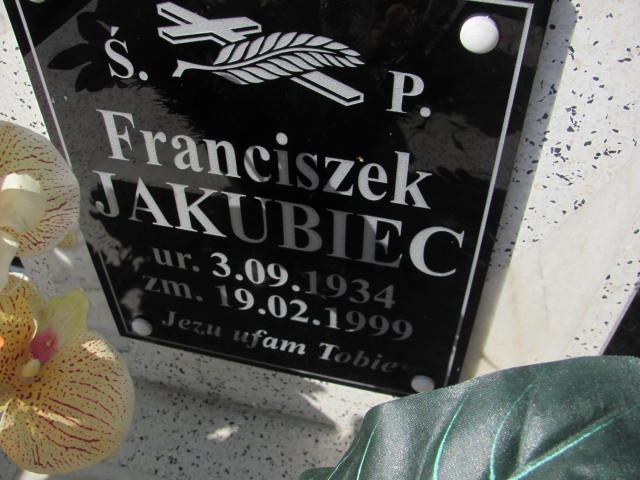 Ś. P.
Franciszek
JAKUBIEC
ur. 3.09.1934
zm. 19.02.1999
Jezu ufam Tobie